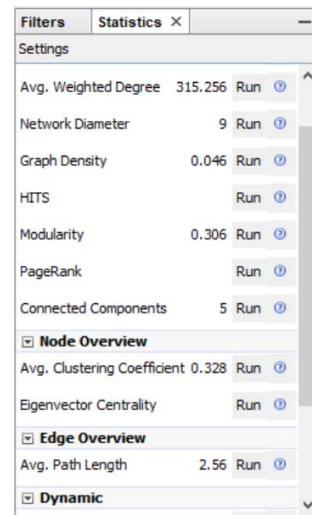 Filters Statistics ×
Settings
Avg. Weighted Degree 315.256 Run
Network Diameter 9 Run
Graph Density 0.046 Run
HITS Run
Modularity 0.306 Run
PageRank Run
Connected Components 5 Run
Node Overview
Avg. Clustering Coefficient 0.328 Run
Eigenvector Centrality Run
Edge Overview
Avg. Path Length 2.56 Run
Dynamic